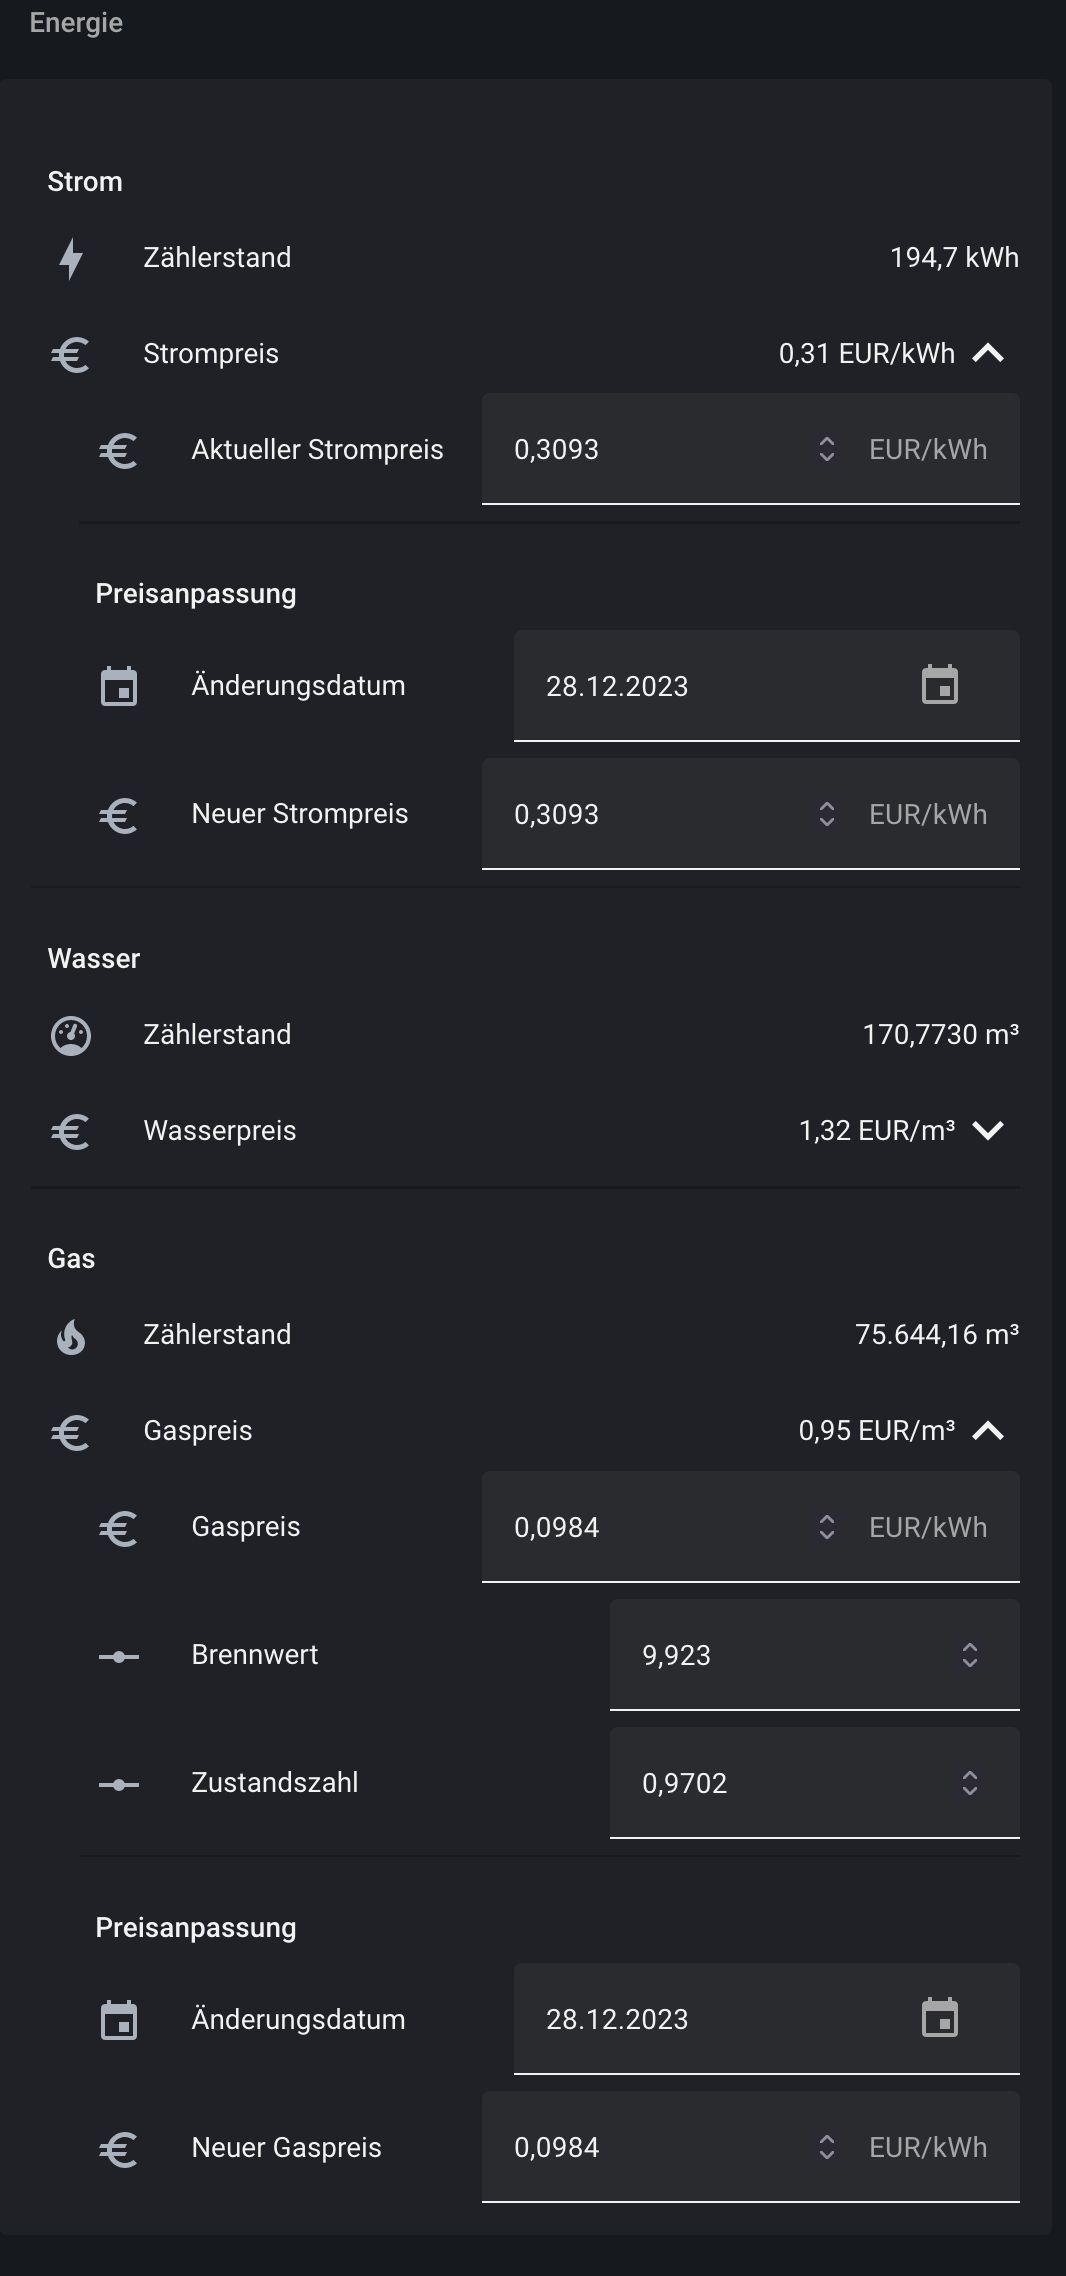 Energie
Strom
Zählerstand 194,7 kWh
Strompreis 0,31 EUR/kWh
Aktueller Strompreis 0,3093 EUR/kWh
Preisanpassung
Änderungsdatum 28.12.2023
Neuer Strompreis 0,3093 EUR/kWh
Wasser
Zählerstand 170,7730 m³
Wasserpreis 1,32 EUR/m³
Gas
Zählerstand 75.644,16 m³
Gaspreis 0,95 EUR/m³
Gaspreis 0,0984 EUR/kWh
Brennwert 9,923
Zustandszahl 0,9702
Preisanpassung
Änderungsdatum 28.12.2023
Neuer Gaspreis 0,0984 EUR/kWh